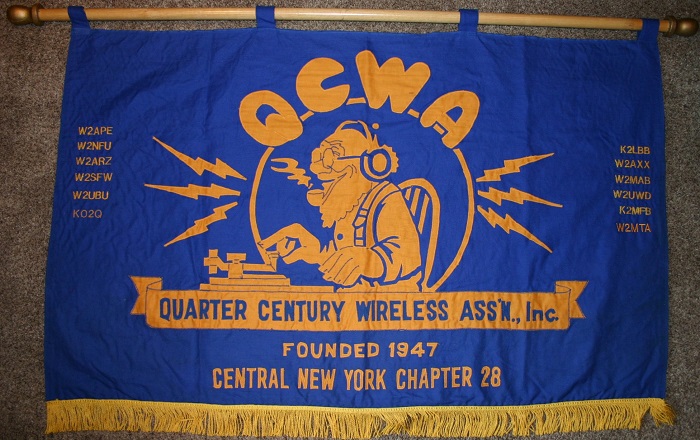 Q-C-W-A
W2APE
W2NFU
W2ARZ
W2SFW
W2UBU
KO2Q
K2LBB
W2AXX
W2MAB
W2UWD
K2MFB
W2MTA
QUARTER CENTURY WIRELESS ASS'N., Inc.
FOUNDED 1947
CENTRAL NEW YORK CHAPTER 28